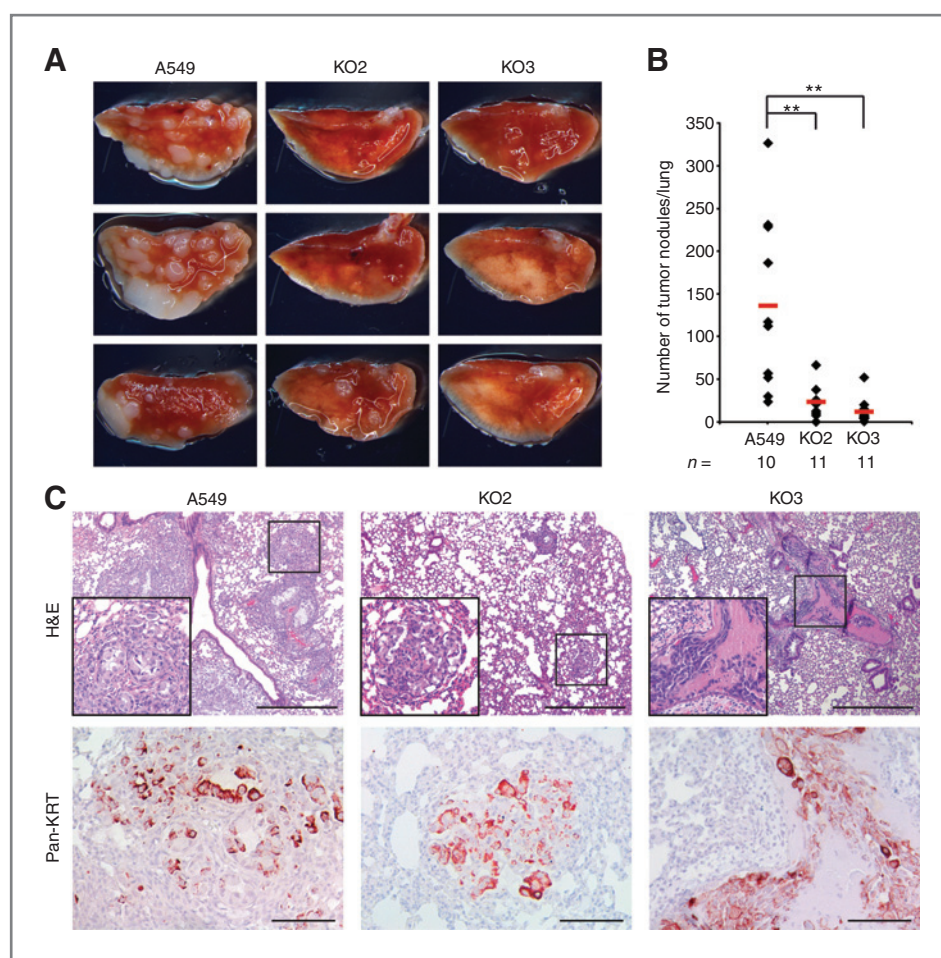 A
A549
KO2
KO3
B
**
**
350
300
250
200
150
100
50
0
Number of tumor nodules/lung
A549
KO2
KO3
n =
10
11
11
C
A549
KO2
KO3
H&E
Pan-KRT